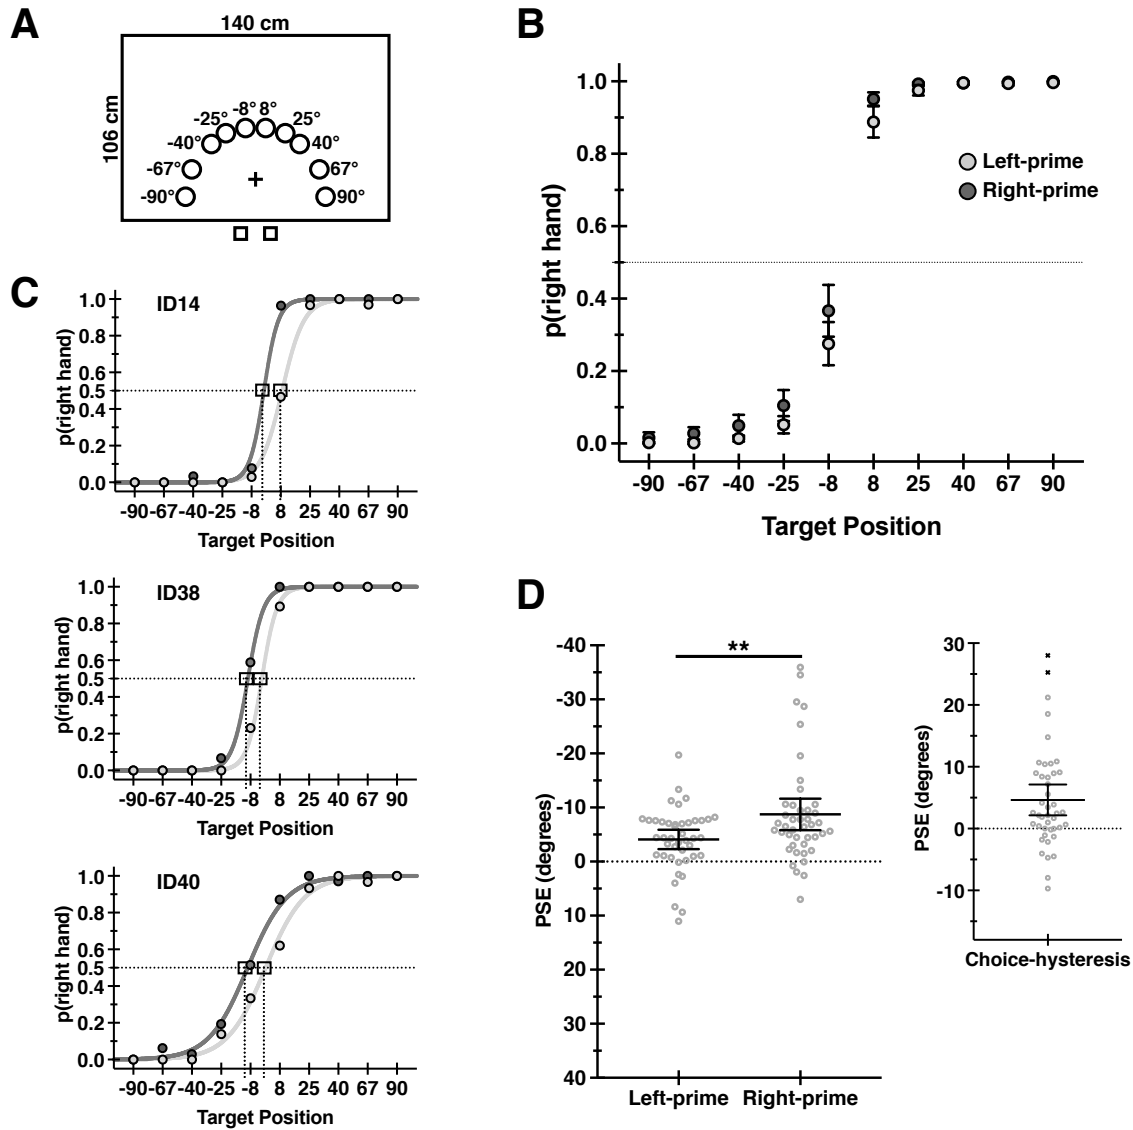 A
140 cm
106 cm
-8° 8°
-25° 25°
-40° 40°
-67° 67°
-90° 90°
B
1.0
0.8
0.6
0.4
0.2
0.0
p(right hand)
Left-prime
Right-prime
-90 -67 -40 -25 -8 8 25 40 67 90
Target Position
C
ID14
1.0
0.8
0.6
0.5
0.4
0.2
0.0
p(right hand)
-90 -67 -40 -25 -8 8 25 40 67 90
Target Position
ID38
1.0
0.8
0.6
0.5
0.4
0.2
0.0
p(right hand)
-90 -67 -40 -25 -8 8 25 40 67 90
Target Position
ID40
1.0
0.8
0.6
0.5
0.4
0.2
0.0
p(right hand)
-90 -67 -40 -25 -8 8 25 40 67 90
Target Position
D
**
-40
-30
-20
-10
0
10
20
30
40
PSE (degrees)
Left-prime Right-prime
30
20
10
0
-10
PSE (degrees)
Choice-hysteresis